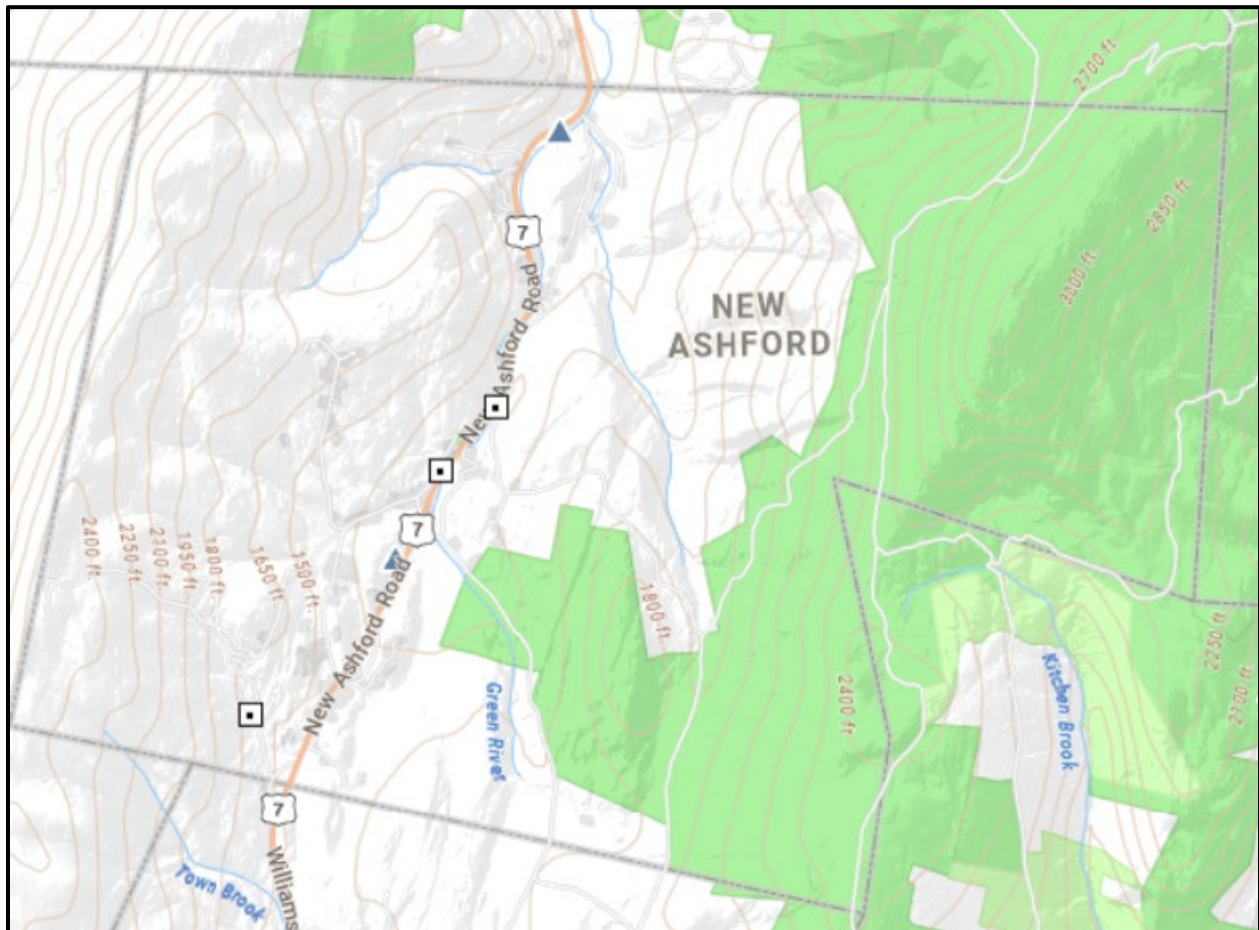 2700 ft.
2850 ft.
3000 ft.
7
New Ashford Road
NEW
ASHFORD
7
New Ashford Road
2400 ft.
2250 ft.
2100 ft.
1950 ft.
1800 ft.
1650 ft.
1500 ft.
1800 ft.
2400 ft.
2250 ft.
2100 ft.
Green River
Kitchen Brook
7
Town Brook
Williams